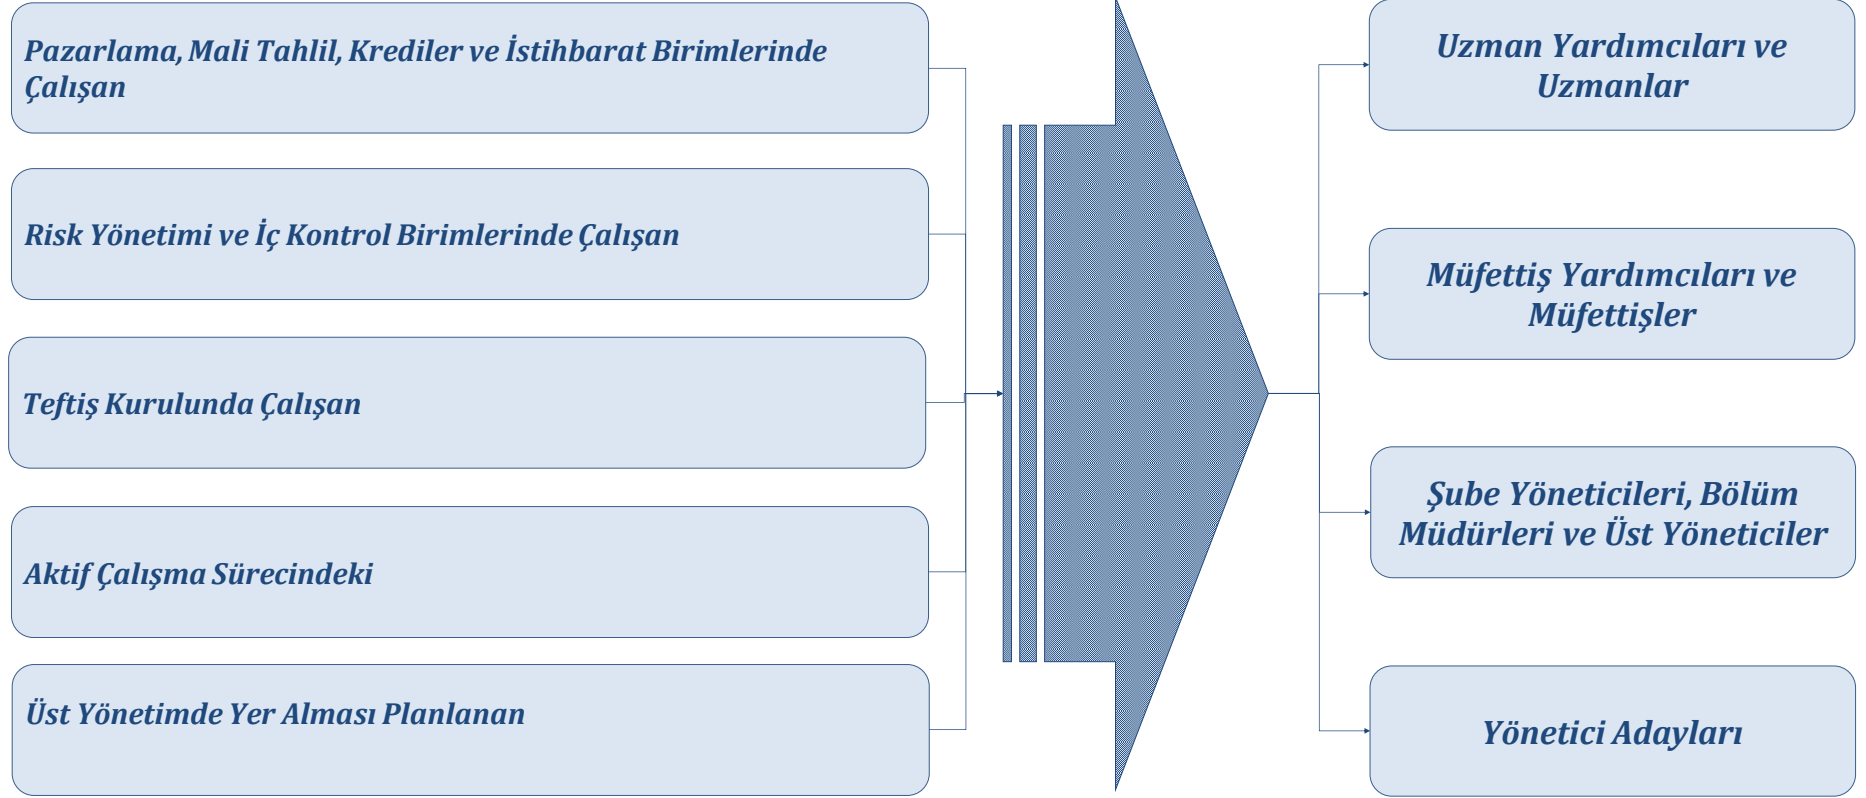 Pazarlama, Mali Tahlil, Krediler ve İstihbarat Birimlerinde
Çalışan
Risk Yönetimi ve İç Kontrol Birimlerinde Çalışan
Teftiş Kurulunda Çalışan
Aktif Çalışma Sürecindeki
Üst Yönetimde Yer Alması Planlanan
Uzman Yardımcıları ve
Uzmanlar
Müfettiş Yardımcıları ve
Müfettişler
Şube Yöneticileri, Bölüm
Müdürleri ve Üst Yöneticiler
Yönetici Adayları